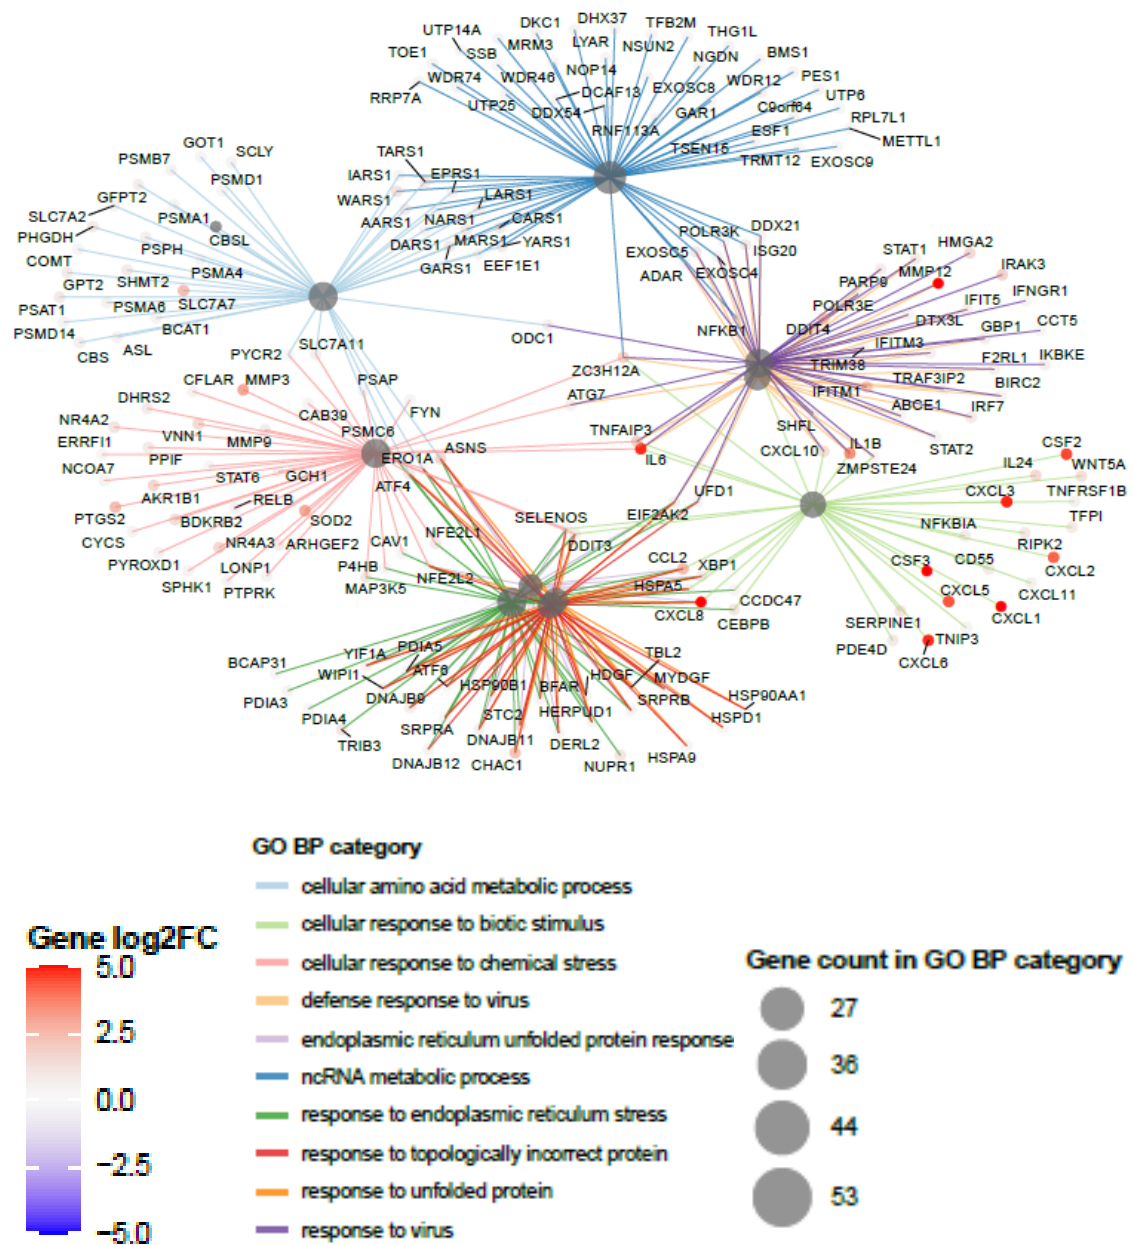 DKC1 DHX37 TFB2M
UTP14A LYAR THG1L
MRM3 NSUN2
TOE1 SSB NGDN BMS1
WDR74 WDR46 NOP14 WDR12 PES1
RRP7A DCAF13 EXOSC8 UTP6
UTP25 DDX54 GAR1 C9orf64 RPL7L1
RNF113A ESF1 METTL1
GOT1 SCLY TARS1 TSEN15 TRMT12 EXOSC9
PSMB7 PSMD1 IARS1 EPRS1
GFPT2 WARS1 LARS1
SLC7A2 PSMA1 AARS1 NARS1 CARS1 POLR3K DDX21
PHGDH CBSL DARS1 MARS1 YARS1 EXOSC5 ISG20 STAT1 HMGA2
COMT PSPH GARS1 EEF1E1 ADAR EXOSC4 PARP9 MMP12 IRAK3
GPT2 SHMT2 PSMA4 POLR3E IFIT5 IFNGR1
PSAT1 PSMA6 SLC7A7 NFKB1 DDIT4 DTX3L GBP1 CCT5
PSMD14 BCAT1 ODC1 IFITM3
CBS ASL PYCR2 SLC7A11 TRIM38 F2RL1 IKBKE
CFLAR MMP3 PSAP ZC3H12A TRAF3IP2 BIRC2
DHRS2 ATG7 IFITM1 ABCE1 IRF7
NR4A2 CAB39 FYN SHFL
ERRFI1 VNN1 MMP9 PSMC6 ASNS TNFAIP3 IL1B STAT2 CSF2
NCOA7 PPIF ERO1A IL6 CXCL10 ZMPSTE24 IL24 WNT5A
STAT6 GCH1 ATF4 UFD1 CXCL3 TNFRSF1B
AKR1B1 RELB TFPI
PTGS2 BDKRB2 SOD2 NFE2L1 SELENOS EIF2AK2 NFKBIA
CYCS NR4A3 ARHGEF2 CAV1 DDIT3 RIPK2
PYROXD1 LONP1 P4HB NFE2L2 CCL2 XBP1 CSF3 CD55 CXCL2
SPHK1 PTPRK MAP3K5 HSPA5 CXCL5 CXCL11
CXCL8 CCDC47 CXCL1
CEBPB SERPINE1 TNIP3
PDE4D CXCL6
BCAP31 YIF1A PDIA5 TBL2
WIPI1 ATF6 HSP90B1 BFAR HDGF MYDGF
PDIA3 DNAJB9 SRPRB HSP90AA1
PDIA4 STC2 HERPUD1 HSPD1
TRIB3 SRPRA DNAJB11 DERL2
DNAJB12 CHAC1 NUPR1 HSPA9
GO BP category
cellular amino acid metabolic process
cellular response to biotic stimulus
cellular response to chemical stress
defense response to virus
endoplasmic reticulum unfolded protein response
ncRNA metabolic process
response to endoplasmic reticulum stress
response to topologically incorrect protein
response to unfolded protein
response to virus
Gene log2FC
5.0
2.5
0.0
−2.5
−5.0
Gene count in GO BP category
27
36
44
53